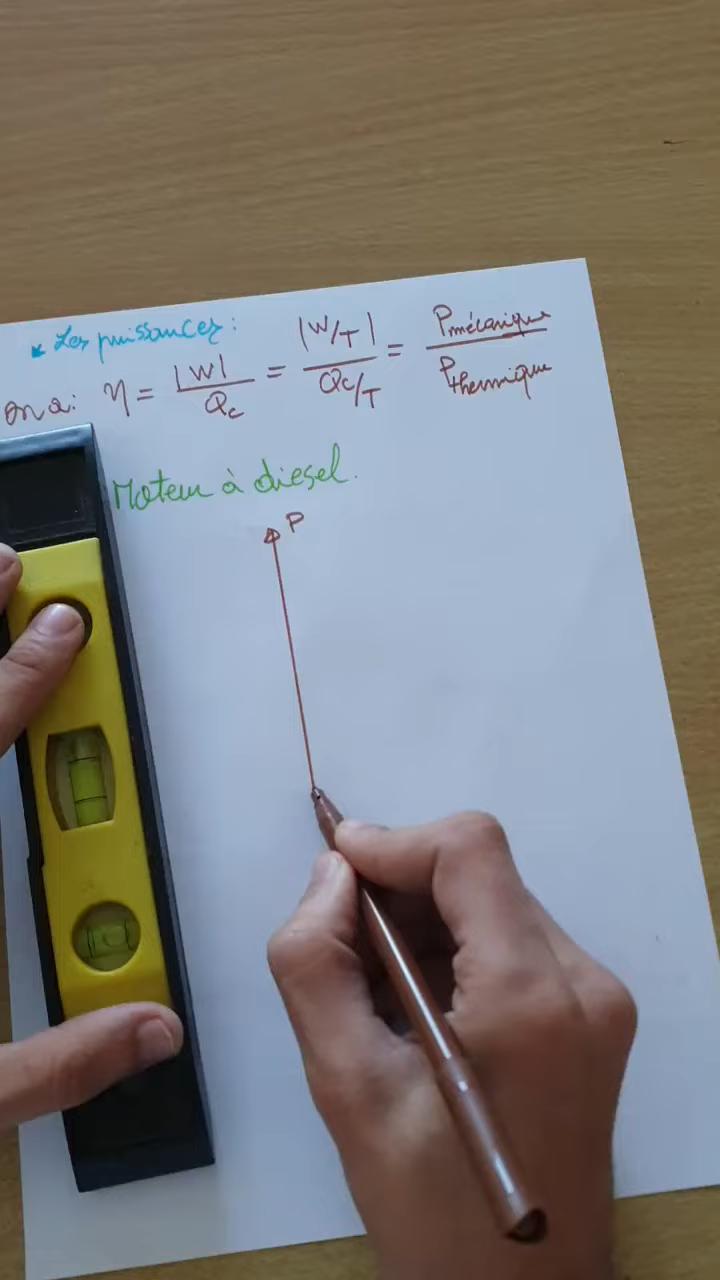 Les puissances:
on a: η = |W| / Qc = |W/T| / Qc/T = Pmécanique / Pthermique
Moteur à diesel.
P